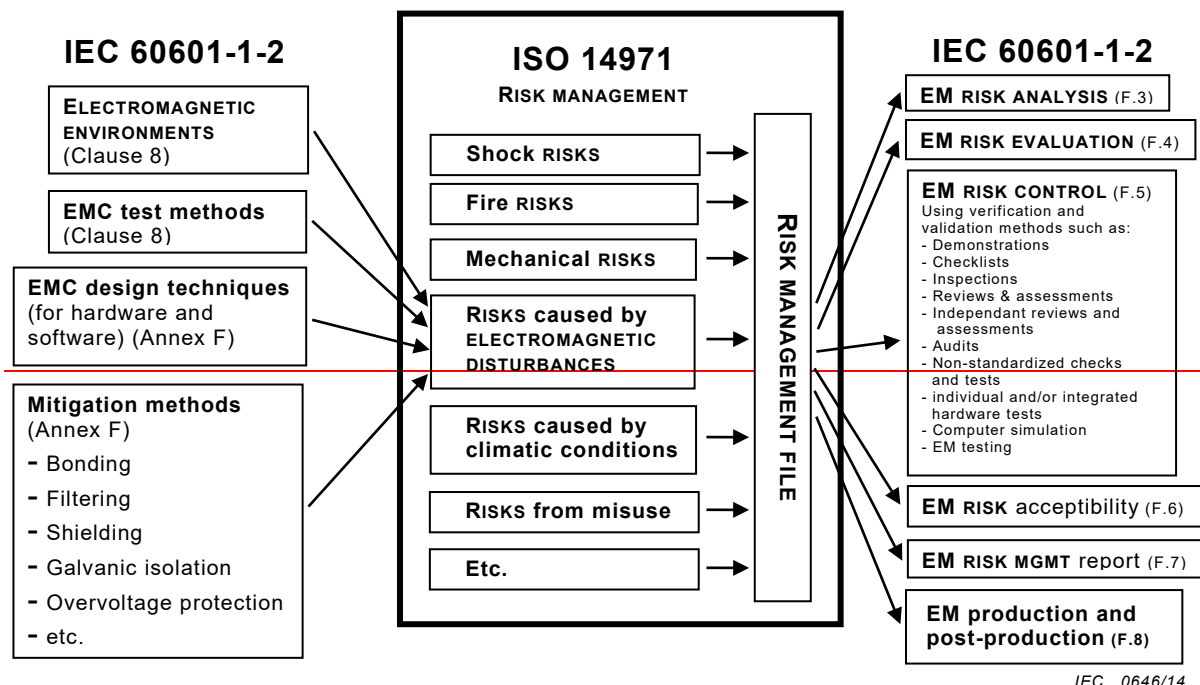 IEC 60601-1-2
ELECTROMAGNETIC
ENVIRONMENTS
(Clause 8)
EMC test methods
(Clause 8)
EMC design techniques
(for hardware and
software) (Annex F)
Mitigation methods
(Annex F)
- Bonding
- Filtering
- Shielding
- Galvanic isolation
- Overvoltage protection
- etc.
ISO 14971
RISK MANAGEMENT
Shock RISKS
Fire RISKS
Mechanical RISKS
RISKS caused by
ELECTROMAGNETIC
DISTURBANCES
RISKS caused by
climatic conditions
RISKS from misuse
Etc.
RISK MANAGEMENT FILE
IEC 60601-1-2
EM RISK ANALYSIS (F.3)
EM RISK EVALUATION (F.4)
EM RISK CONTROL (F.5)
Using verification and
validation methods such as:
- Demonstrations
- Checklists
- Inspections
- Reviews & assessments
- Independant reviews and
assessments
- Audits
- Non-standardized checks
and tests
- individual and/or integrated
hardware tests
- Computer simulation
- EM testing
EM RISK acceptibility (F.6)
EM RISK MGMT report (F.7)
EM production and
post-production (F.8)
IEC 0646/14